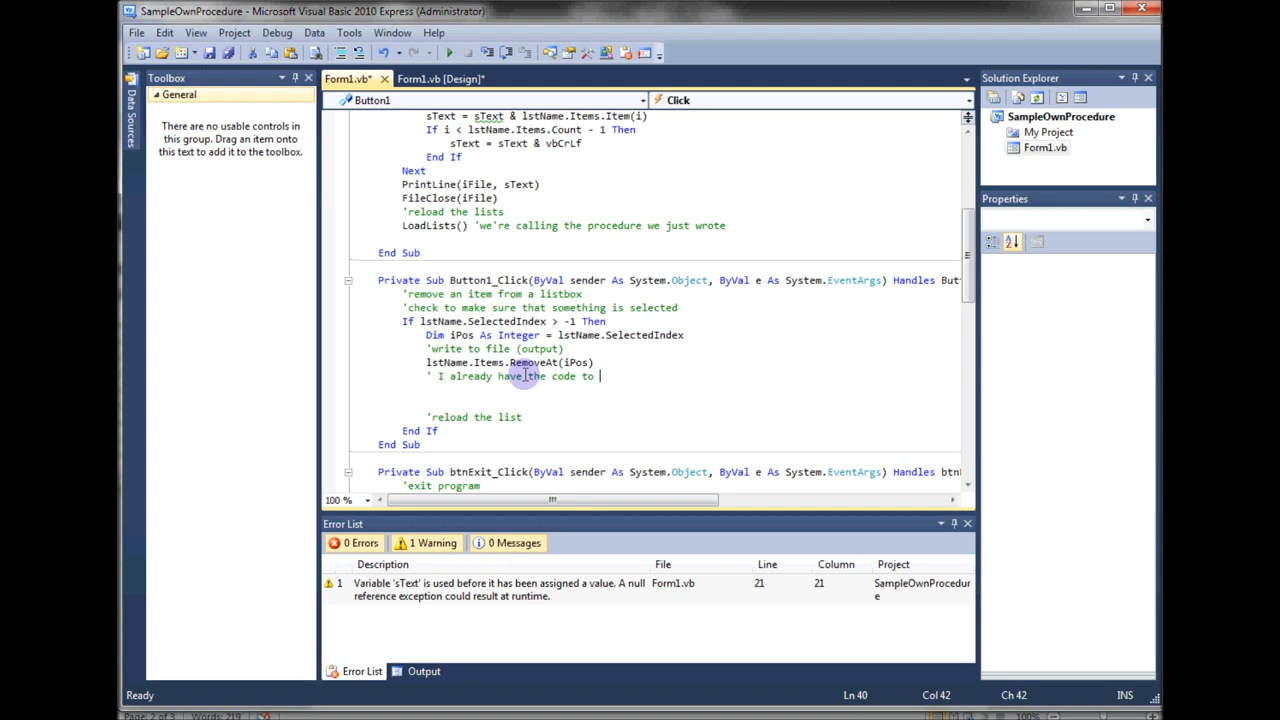 SampleOwnProcedure - Microsoft Visual Basic 2010 Express (Administrator)
File Edit View Project Debug Data Tools Window Help
Toolbox
General
There are no usable controls in
this group. Drag an item onto
this text to add it to the toolbox.
Data Sources
Form1.vb* Form1.vb [Design]*
Button1 Click
sText = sText & lstName.Items.Item(i)
If i < lstName.Items.Count - 1 Then
sText = sText & vbCrLf
End If
Next
PrintLine(iFile, sText)
FileClose(iFile)
'reload the lists
LoadLists() 'we're calling the procedure we just wrote
End Sub
Private Sub Button1_Click(ByVal sender As System.Object, ByVal e As System.EventArgs) Handles But
'remove an item from a listbox
'check to make sure that something is selected
If lstName.SelectedIndex > -1 Then
Dim iPos As Integer = lstName.SelectedIndex
'write to file (output)
lstName.Items.RemoveAt(iPos)
' I already have the code to
'reload the list
End If
End Sub
Private Sub btnExit_Click(ByVal sender As System.Object, ByVal e As System.EventArgs) Handles btn
'exit program
100 %
Error List
0 Errors 1 Warning 0 Messages
Description File Line Column Project
1 Variable 'sText' is used before it has been assigned a value. A null Form1.vb 21 21 SampleOwnProcedur
reference exception could result at runtime. e
Error List Output
Solution Explorer
SampleOwnProcedure
My Project
Form1.vb
Properties
Ready Ln 40 Col 42 Ch 42 INS
Page: 2 of 3 Words: 219 100%